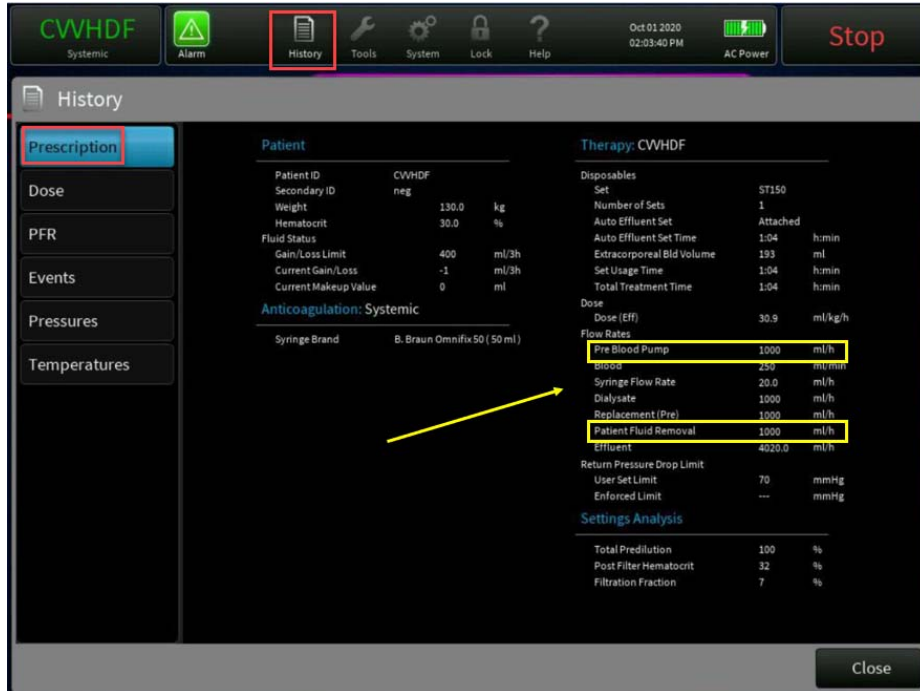 CVVHDF
Systemic
Alarm
History
Tools
System
Lock
Help
Oct 01 2020
02:03:40 PM
AC Power
Stop
History
Prescription
Dose
PFR
Events
Pressures
Temperatures
Patient
Patient ID CVVHDF
Secondary ID neg
Weight 130.0 kg
Hematocrit 30.0 %
Fluid Status
Gain/Loss Limit 400 ml/3h
Current Gain/Loss -1 ml/3h
Current Makeup Value 0 ml
Anticoagulation: Systemic
Syringe Brand B. Braun Omnifix 50 ( 50 ml )
Therapy: CVVHDF
Disposables
Set ST150
Number of Sets 1
Auto Effluent Set Attached
Auto Effluent Set Time 1:04 h:min
Extracorporeal Bld Volume 193 ml
Set Usage Time 1:04 h:min
Total Treatment Time 1:04 h:min
Dose
Dose (Eff) 30.9 ml/kg/h
Flow Rates
Pre Blood Pump 1000 ml/h
Blood 250 ml/min
Syringe Flow Rate 20.0 ml/h
Dialysate 1000 ml/h
Replacement (Pre) 1000 ml/h
Patient Fluid Removal 1000 ml/h
Effluent 4020.0 ml/h
Return Pressure Drop Limit
User Set Limit 70 mmHg
Enforced Limit --- mmHg
Settings Analysis
Total Predilution 100 %
Post Filter Hematocrit 32 %
Filtration Fraction 7 %
Close